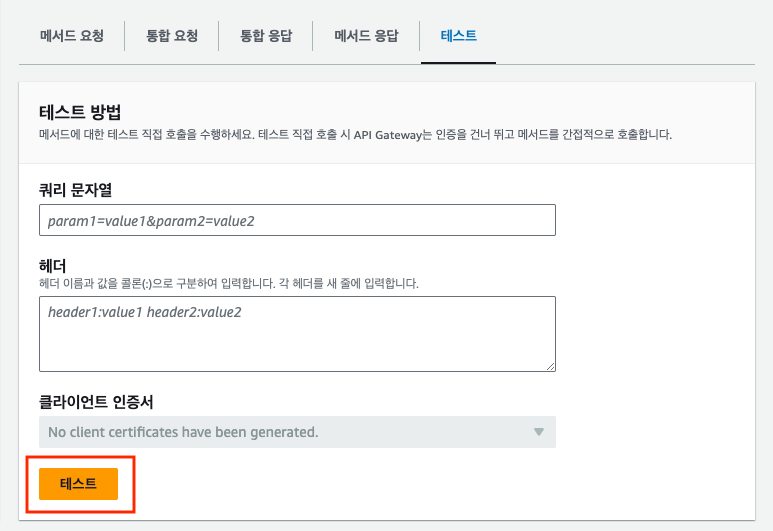 메서드 요청 통합 요청 통합 응답 메서드 응답 테스트
테스트 방법
메서드에 대한 테스트 직접 호출을 수행하세요. 테스트 직접 호출 시 API Gateway는 인증을 건너 뛰고 메서드를 간접적으로 호출합니다.
쿼리 문자열
param1=value1&param2=value2
헤더
헤더 이름과 값을 콜론(:)으로 구분하여 입력합니다. 각 헤더를 새 줄에 입력합니다.
header1:value1 header2:value2
클라이언트 인증서
No client certificates have been generated.
테스트